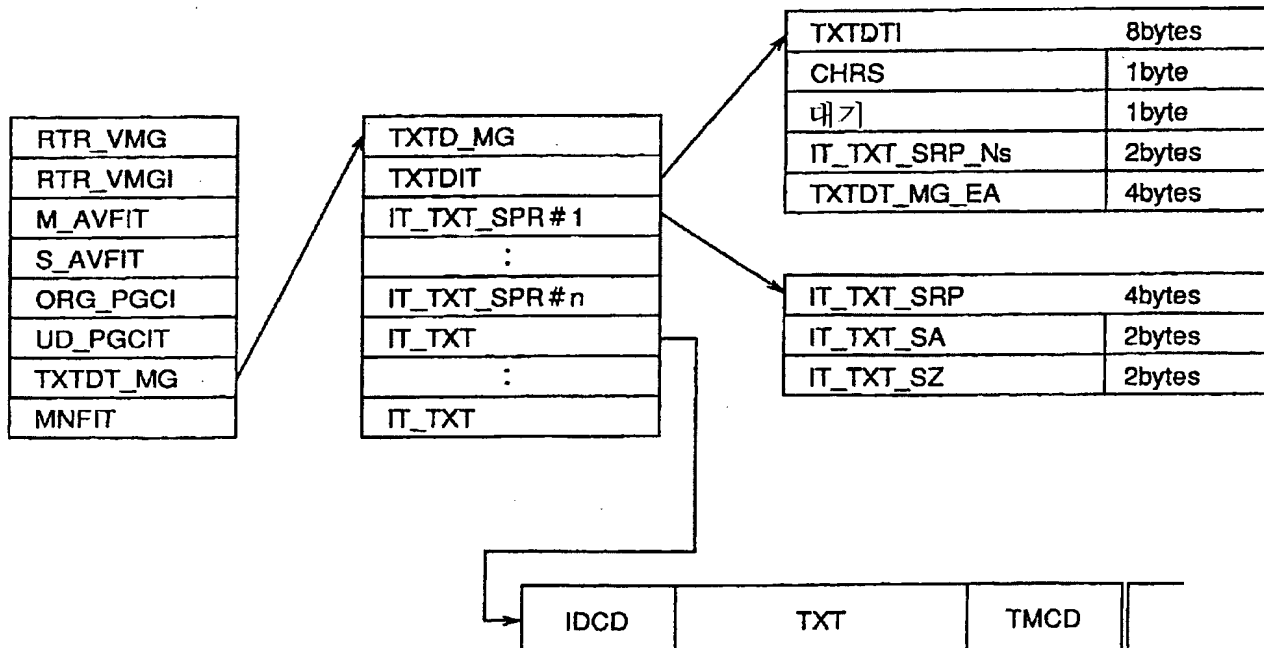 RTR_VMG
RTR_VMGI
M_AVFIT
S_AVFIT
ORG_PGCI
UD_PGCIT
TXTDT_MG
MNFIT
TXTD_MG
TXTDIT
IT_TXT_SPR#1
:
IT_TXT_SPR#n
IT_TXT
:
IT_TXT
TXTDTI 8bytes
CHRS 1byte
대기 1byte
IT_TXT_SRP_Ns 2bytes
TXTDT_MG_EA 4bytes
IT_TXT_SRP 4bytes
IT_TXT_SA 2bytes
IT_TXT_SZ 2bytes
IDCD TXT TMCD